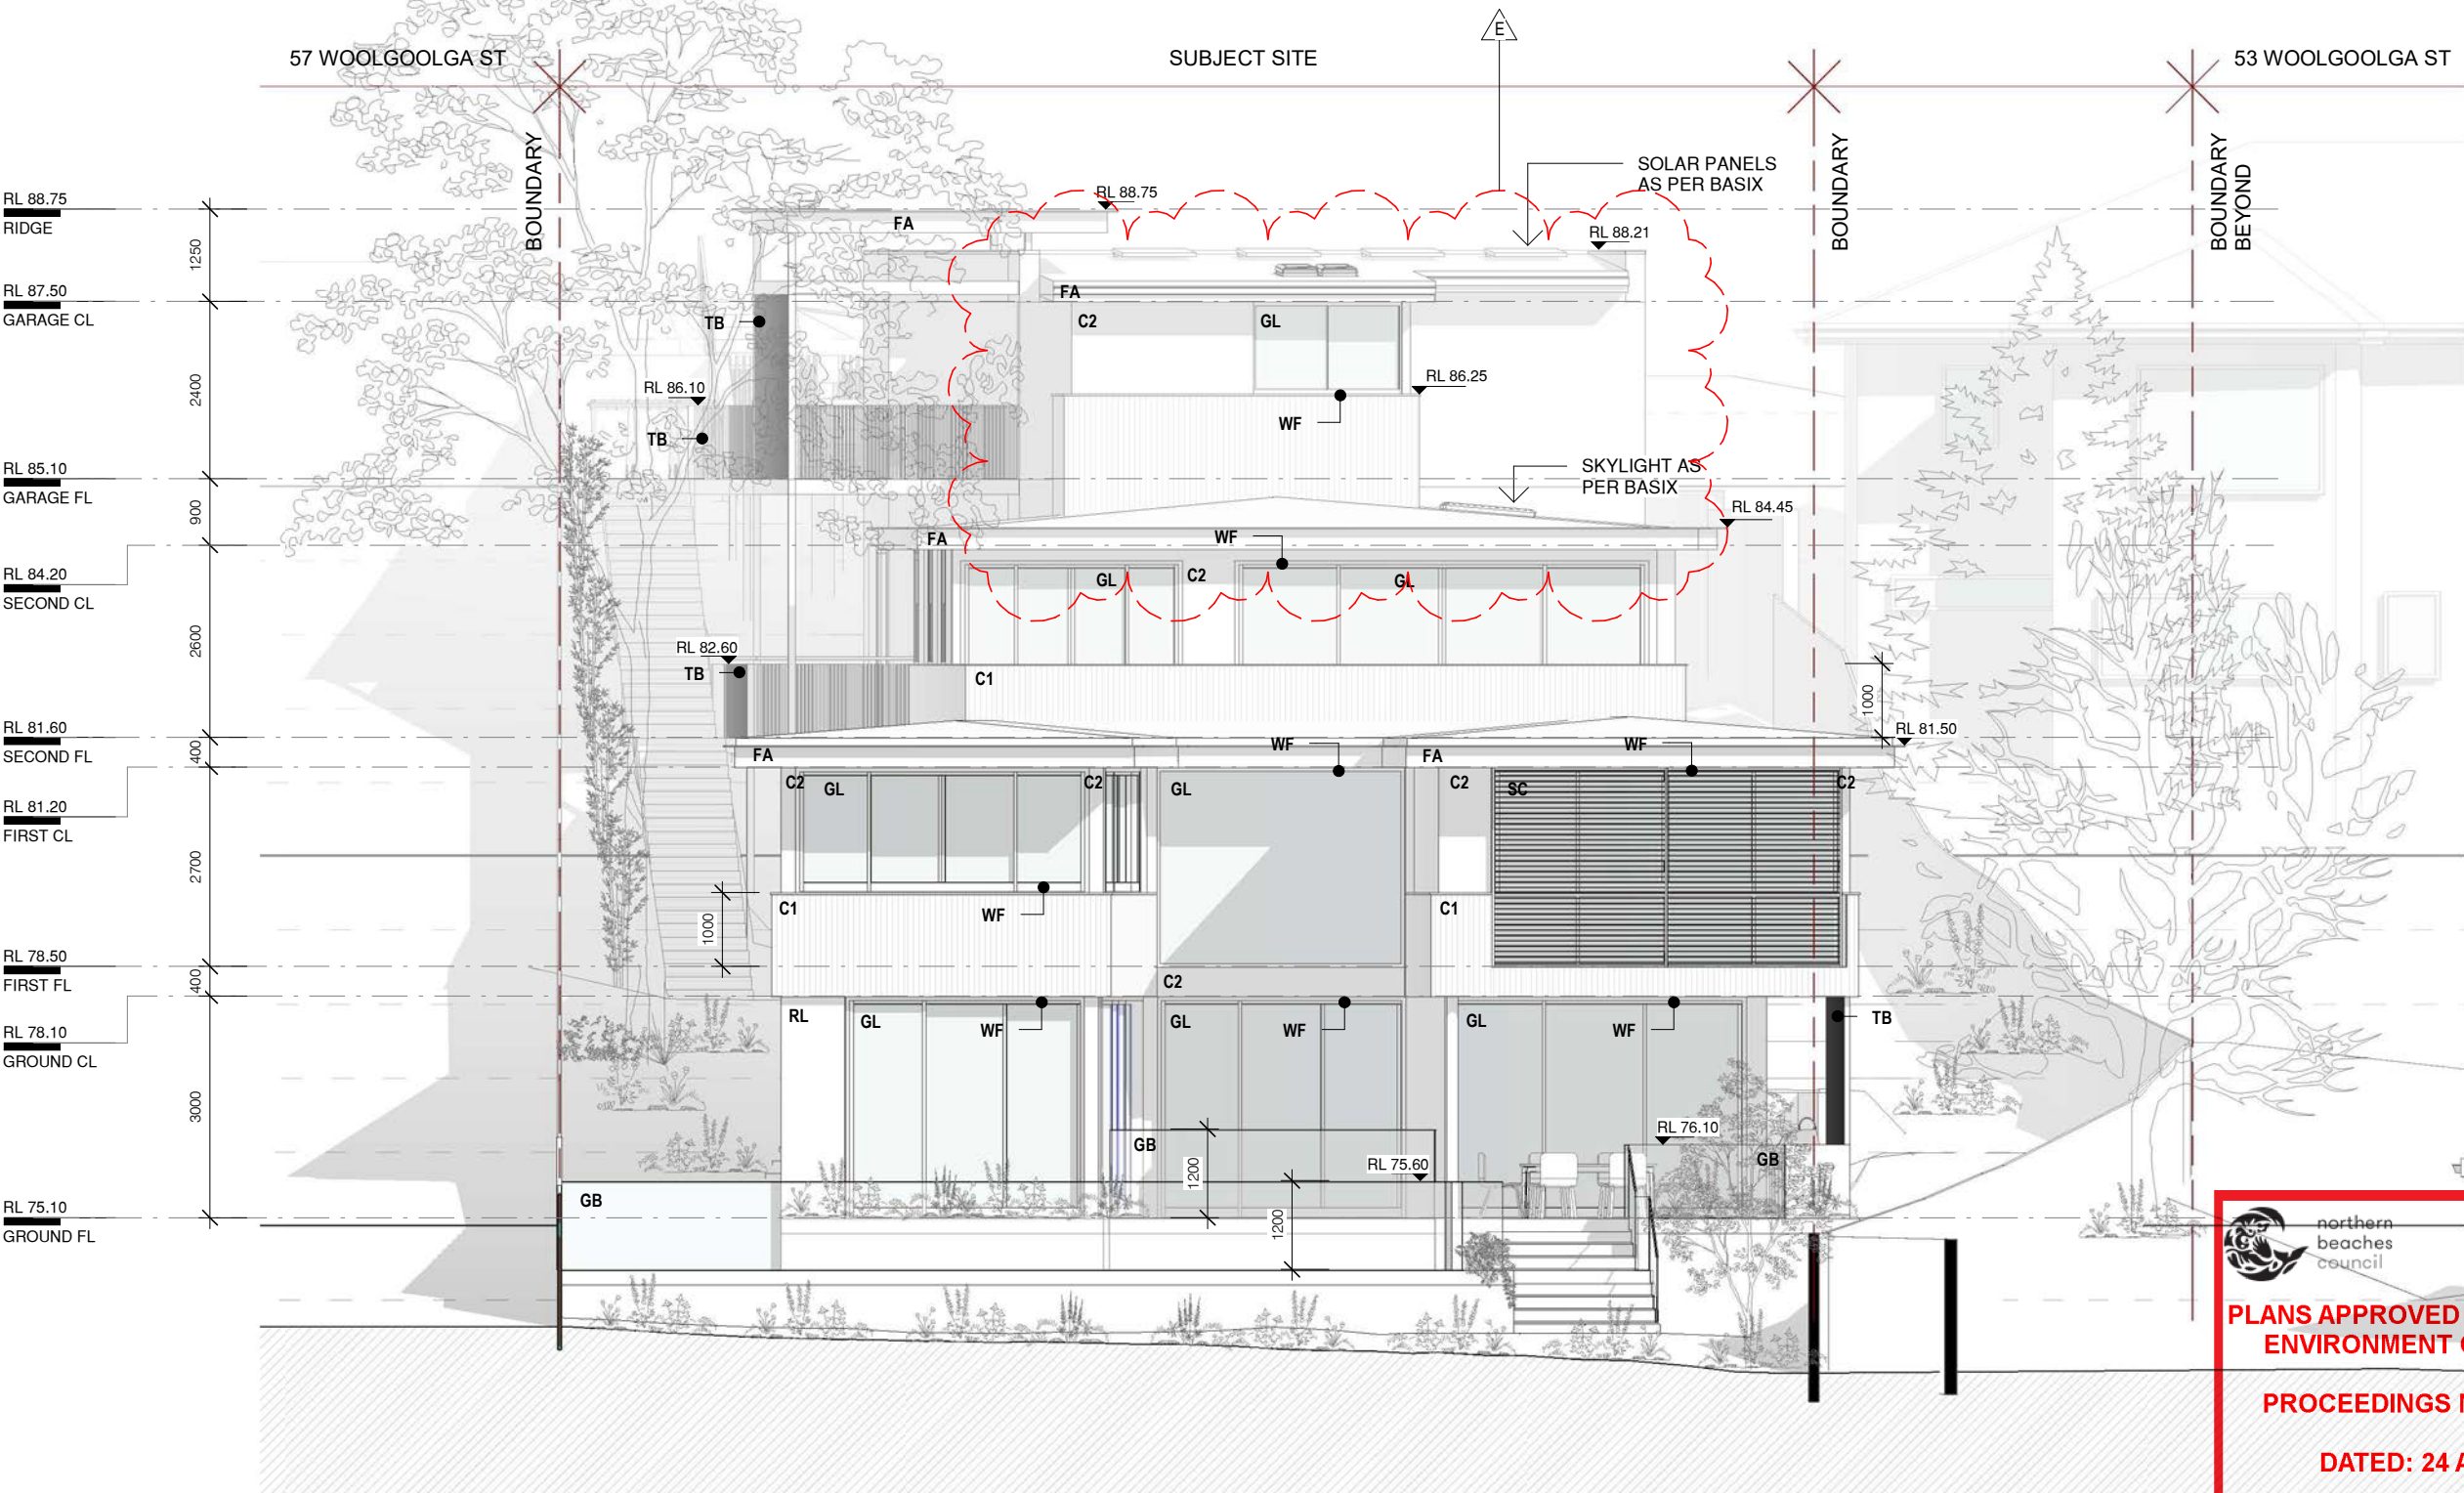 57 WOOLGOOLGA ST
SUBJECT SITE
E
53 WOOLGOOLGA ST
BOUNDARY
BOUNDARY
BOUNDARY
BEYOND
SOLAR PANELS
AS PER BASIX
RL 88.75
RIDGE
RL 88.75
FA
RL 88.21
1250
RL 87.50
GARAGE CL
FA
TB
C2
GL
2400
RL 86.10
RL 86.25
WF
TB
RL 85.10
GARAGE FL
SKYLIGHT AS
PER BASIX
900
RL 84.45
FA
WF
RL 84.20
SECOND CL
GL
C2
GL
2600
RL 82.60
TB
C1
1000
RL 81.60
SECOND FL
RL 81.50
400
FA
WF
FA
WF
C2
GL
C2
GL
C2
SC
C2
RL 81.20
FIRST CL
2700
C1
WF
C1
1000
RL 78.50
FIRST FL
400
C2
RL
GL
WF
GL
WF
GL
WF
TB
RL 78.10
GROUND CL
3000
RL 76.10
GB
1200
RL 75.60
GB
GB
1200
RL 75.10
GROUND FL
northern
beaches
council
PLANS APPROVED
ENVIRONMENT
PROCEEDINGS
DATED: 24 A